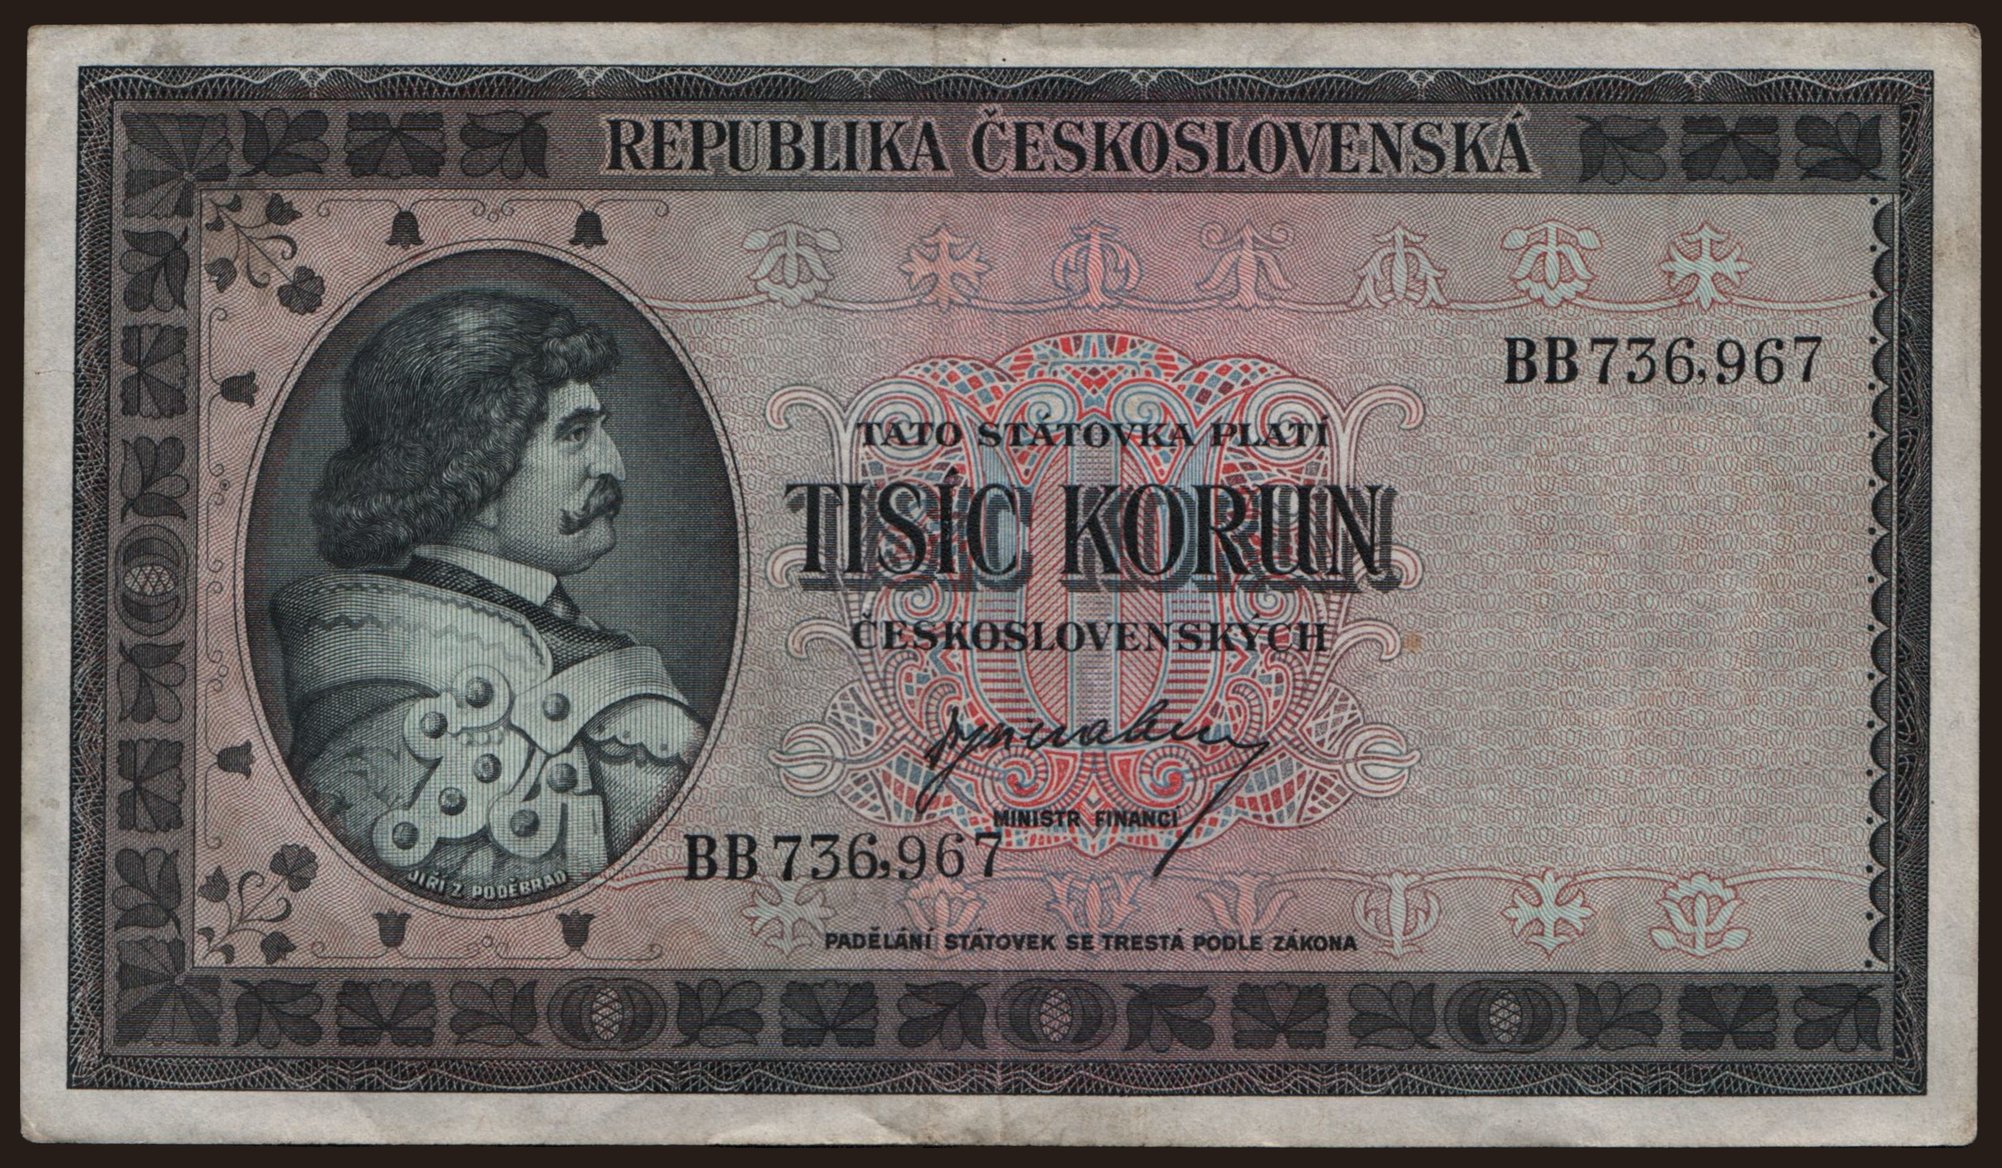 REPUBLIKA ČESKOSLOVENSKÁ
BB 736,967
TATO STÁTOVKA PLATÍ
TISÍC KORUN
ČESKOSLOVENSKÝCH
MINISTR FINANCÍ
BB 736,967
JIŘÍ Z PODĚBRAD
PADĚLÁNÍ STÁTOVEK SE TRESTÁ PODLE ZÁKONA